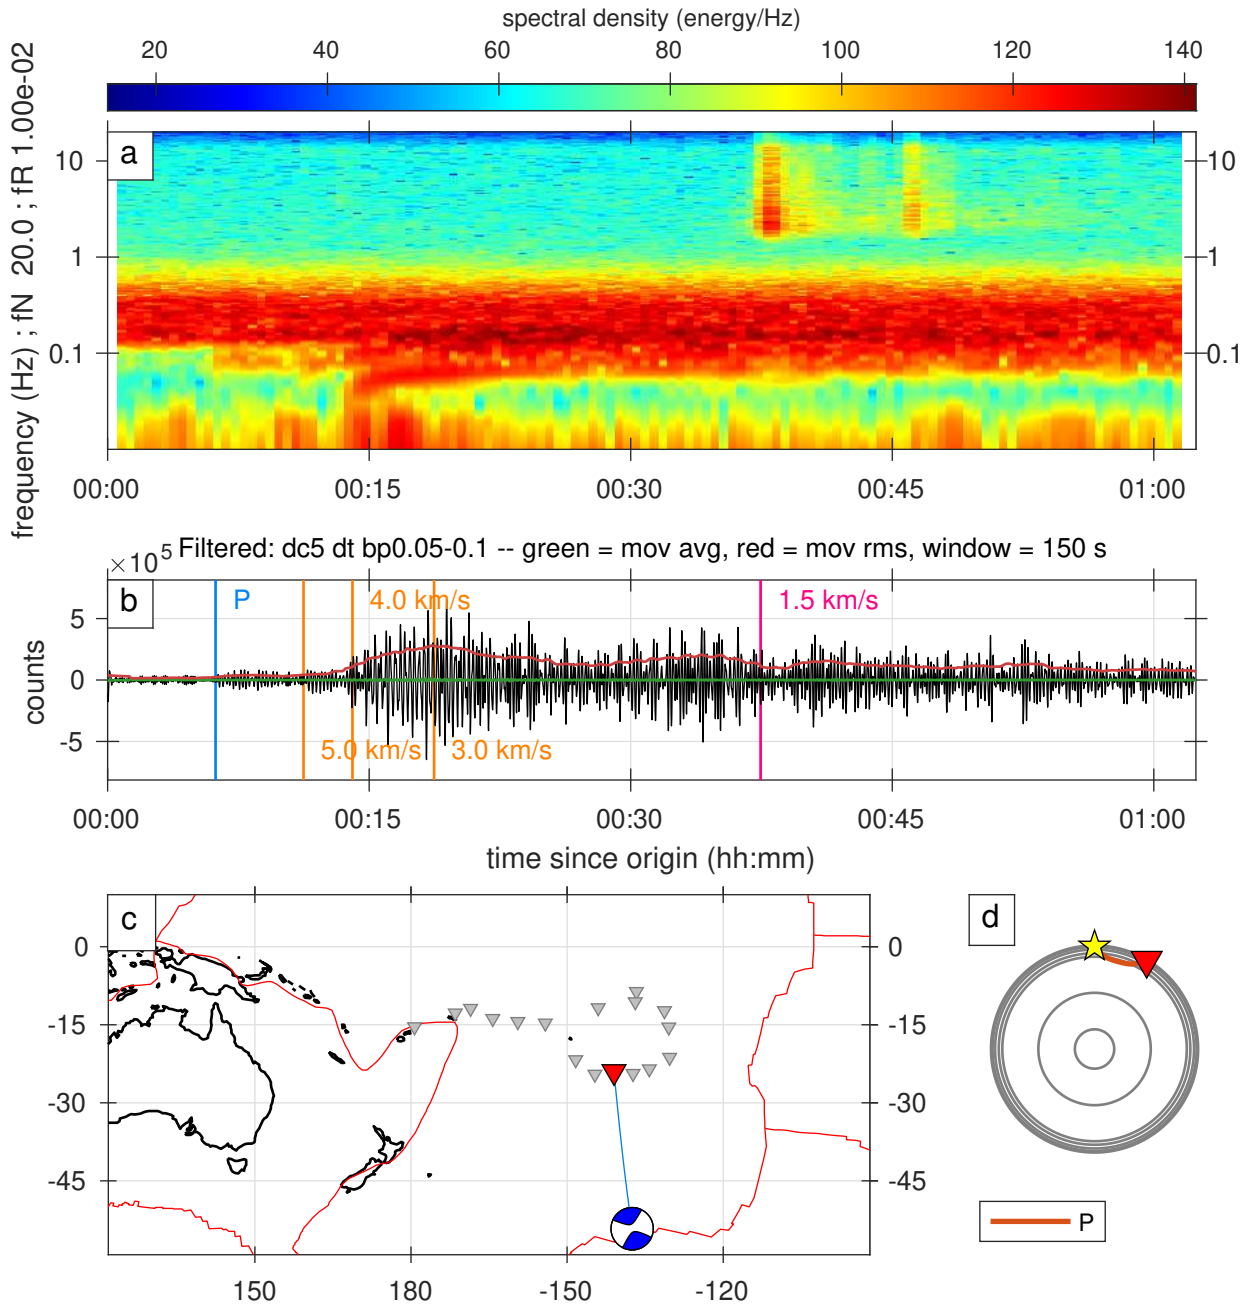 spectral density (energy/Hz)
20 40 60 80 100 120 140
a
frequency (Hz) ; fN 20.0 ; fR 1.00e-02
10 10
1 1
0.1 0.1
00:00 00:15 00:30 00:45 01:00
×10^5 Filtered: dc5 dt bp0.05-0.1 -- green = mov avg, red = mov rms, window = 150 s
b
P 4.0 km/s 1.5 km/s
counts
5
0
-5
5.0 km/s 3.0 km/s
00:00 00:15 00:30 00:45 01:00
time since origin (hh:mm)
c
d
0 0
-15 -15
-30 -30
-45 -45
150 180 -150 -120
P